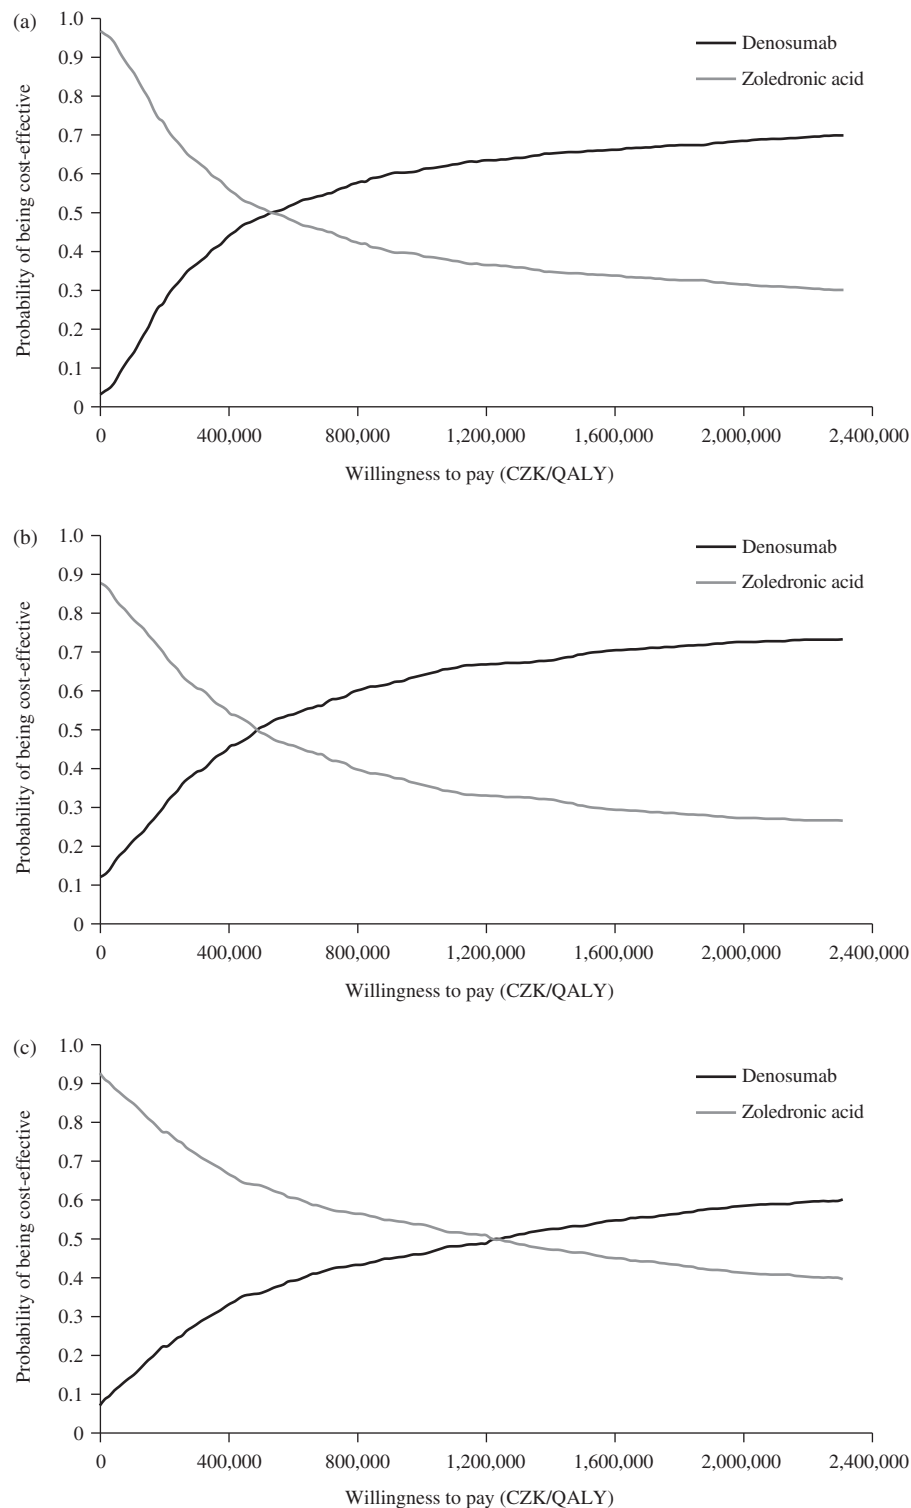 (a)
Probability of being cost-effective
1.0
0.9
0.8
0.7
0.6
0.5
0.4
0.3
0.2
0.1
0
Denosumab
Zoledronic acid
0 400,000 800,000 1,200,000 1,600,000 2,000,000 2,400,000
Willingness to pay (CZK/QALY)
(b)
Probability of being cost-effective
1.0
0.9
0.8
0.7
0.6
0.5
0.4
0.3
0.2
0.1
0
Denosumab
Zoledronic acid
0 400,000 800,000 1,200,000 1,600,000 2,000,000 2,400,000
Willingness to pay (CZK/QALY)
(c)
Probability of being cost-effective
1.0
0.9
0.8
0.7
0.6
0.5
0.4
0.3
0.2
0.1
0
Denosumab
Zoledronic acid
0 400,000 800,000 1,200,000 1,600,000 2,000,000 2,400,000
Willingness to pay (CZK/QALY)